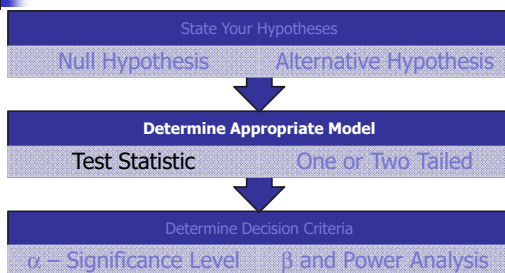 State Your Hypotheses
Null Hypothesis Alternative Hypothesis
Determine Appropriate Model
Test Statistic One or Two Tailed
Determine Decision Criteria
α – Significance Level β and Power Analysis